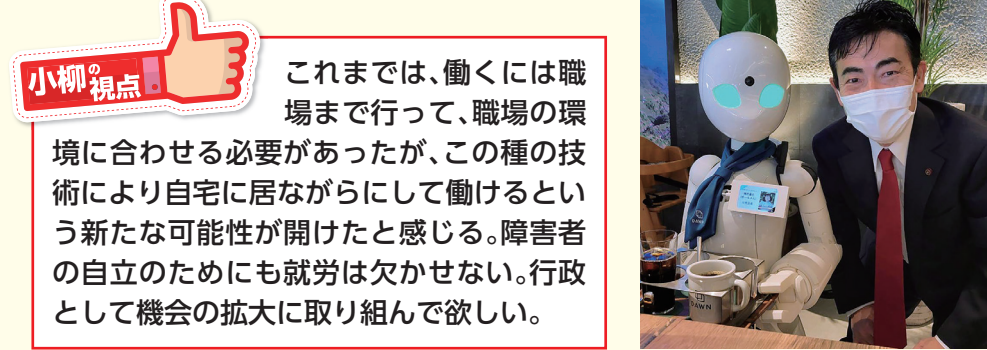 小柳の視点
これまでは、働くには職
場まで行って、職場の環
境に合わせる必要があったが、この種の技
術により自宅に居ながらにして働けるとい
う新たな可能性が開けたと感じる。障害者
の自立のためにも就労は欠かせない。行政
として機会の拡大に取り組んで欲しい。
DAWN